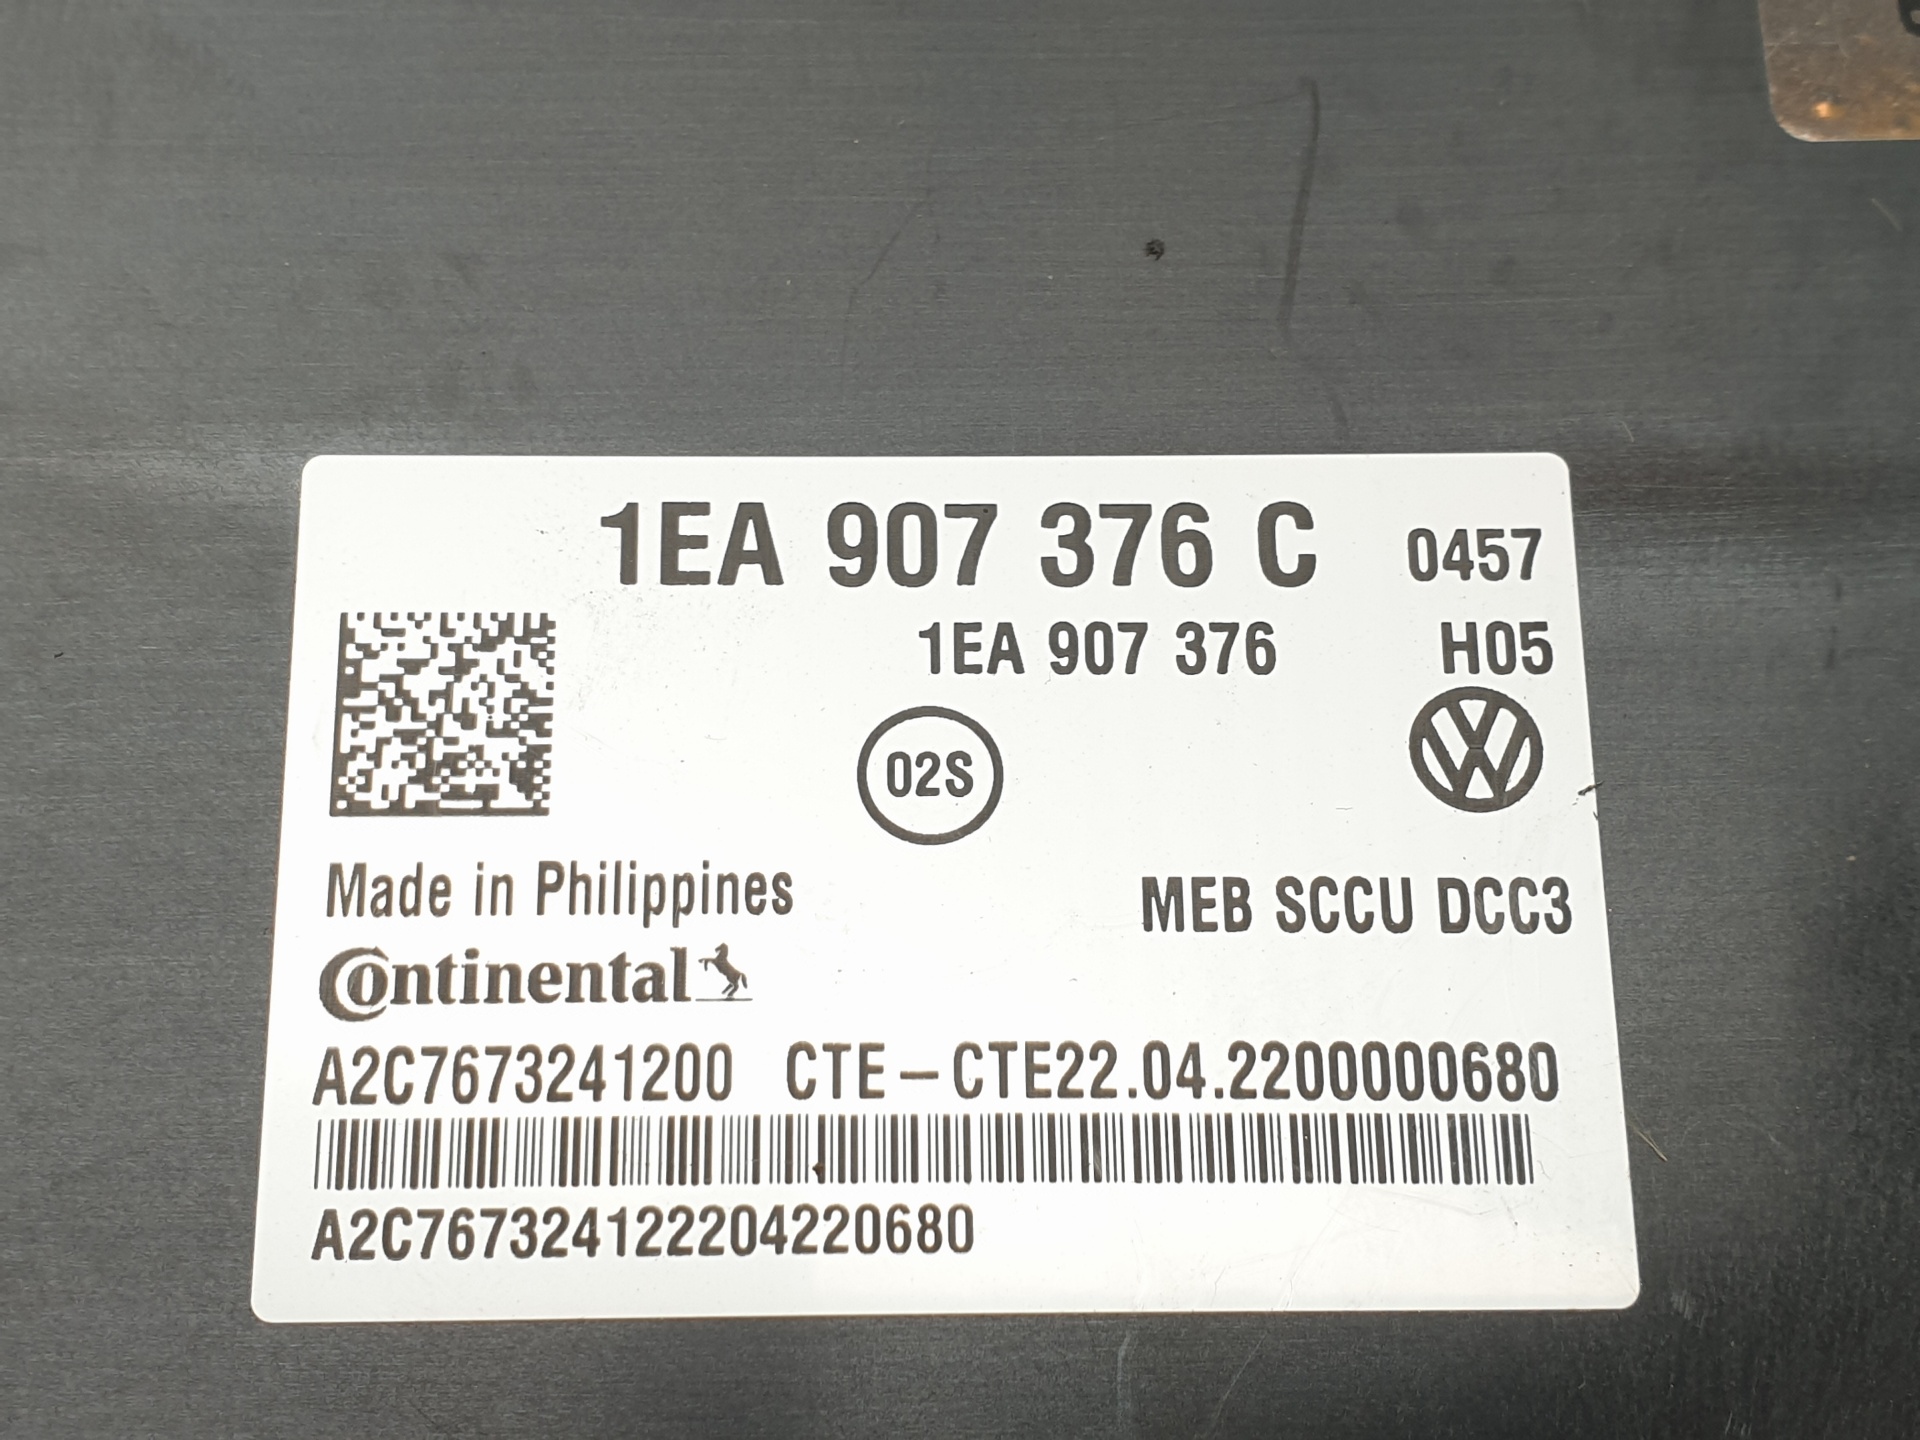 1EA 907 376 C 0457
1EA 907 376 H05
02S
Made in Philippines
MEB SCCU DCC3
Continental
A2C7673241200 CTE-CTE22.04.2200000680
A2C7673241222204220680